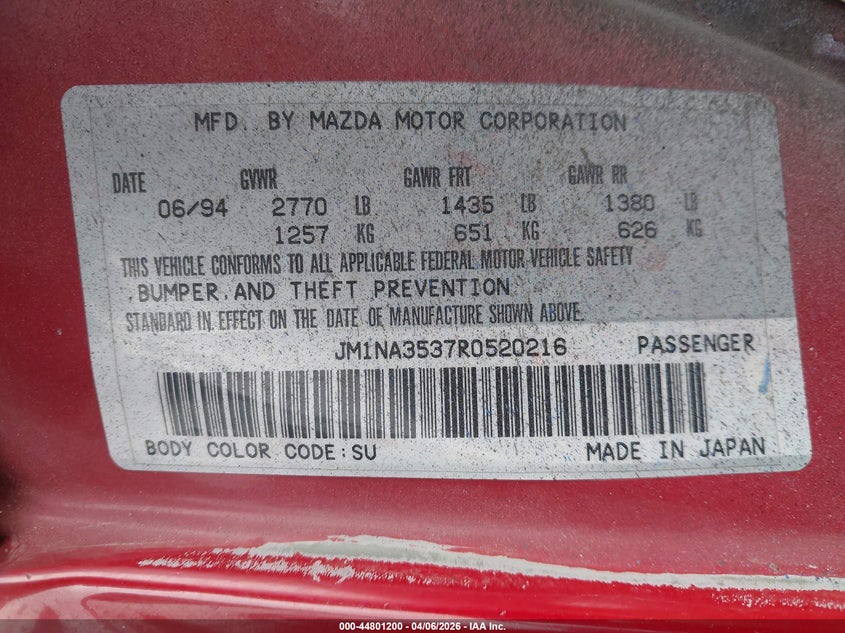 MFD. BY MAZDA MOTOR CORPORATION
DATE GVWR GAWR FRT GAWR RR
06/94 2770 LB 1435 LB 1380 LB
1257 KG 651 KG 626 KG
THIS VEHICLE CONFORMS TO ALL APPLICABLE FEDERAL MOTOR VEHICLE SAFETY
,BUMPER,AND THEFT PREVENTION
STANDARD IN EFFECT ON THE DATE OF MANUFACTURE SHOWN ABOVE.
JM1NA3537R0520216 PASSENGER
BODY COLOR CODE:SU MADE IN JAPAN
000-44801200 - 04/06/2026 - IAA Inc.